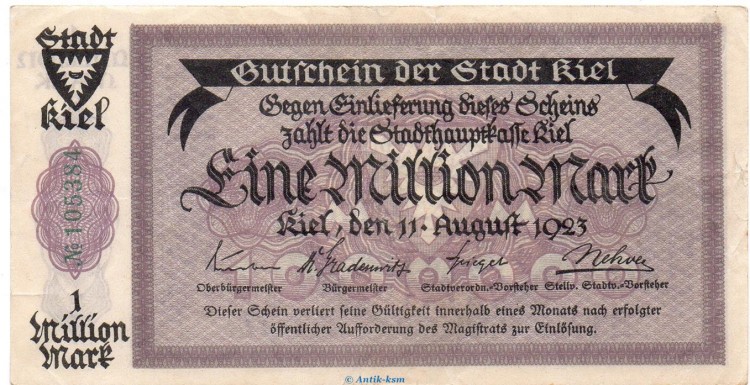 Stadt
Kiel
№ 105384
1
Million
Mark
Gutschein der Stadt Kiel
Gegen Einlieferung dieses Scheins
zahlt die Stadthauptkasse Kiel
Eine Million Mark
Kiel, den 11. August 1923
M. Gradenwitz Spiegel
Oberbürgermeister Bürgermeister Stadtverordn.-Vorsteher Stellv. Stadtv.-Vorsteher
Dieser Schein verliert seine Gültigkeit innerhalb eines Monats nach erfolgter
öffentlicher Aufforderung des Magistrats zur Einlösung.
© Antik-ksm